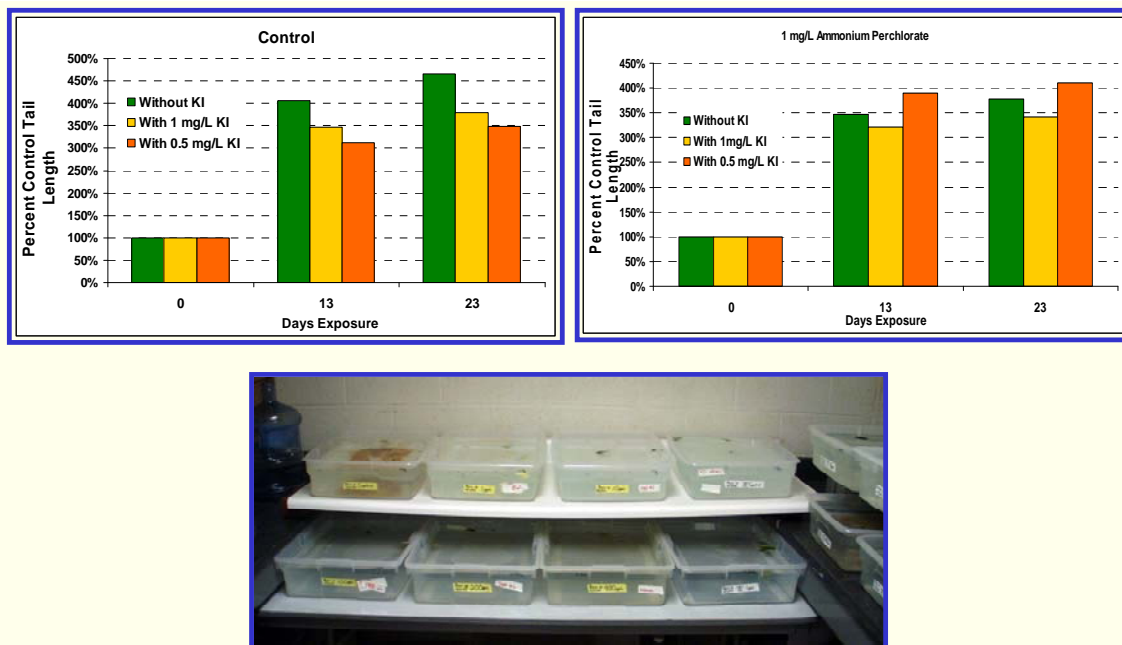 Control
Percent Control Tail
Length
500%
450%
400%
350%
300%
250%
200%
150%
100%
50%
0%
Without KI
With 1 mg/L KI
With 0.5 mg/L KI
0
13
23
Days Exposure
1 mg/L Ammonium Perchlorate
Percent Control Tail
Length
450%
400%
350%
300%
250%
200%
150%
100%
50%
0%
Without KI
With 1mg/L KI
With 0.5 mg/L KI
0
13
23
Days Exposure